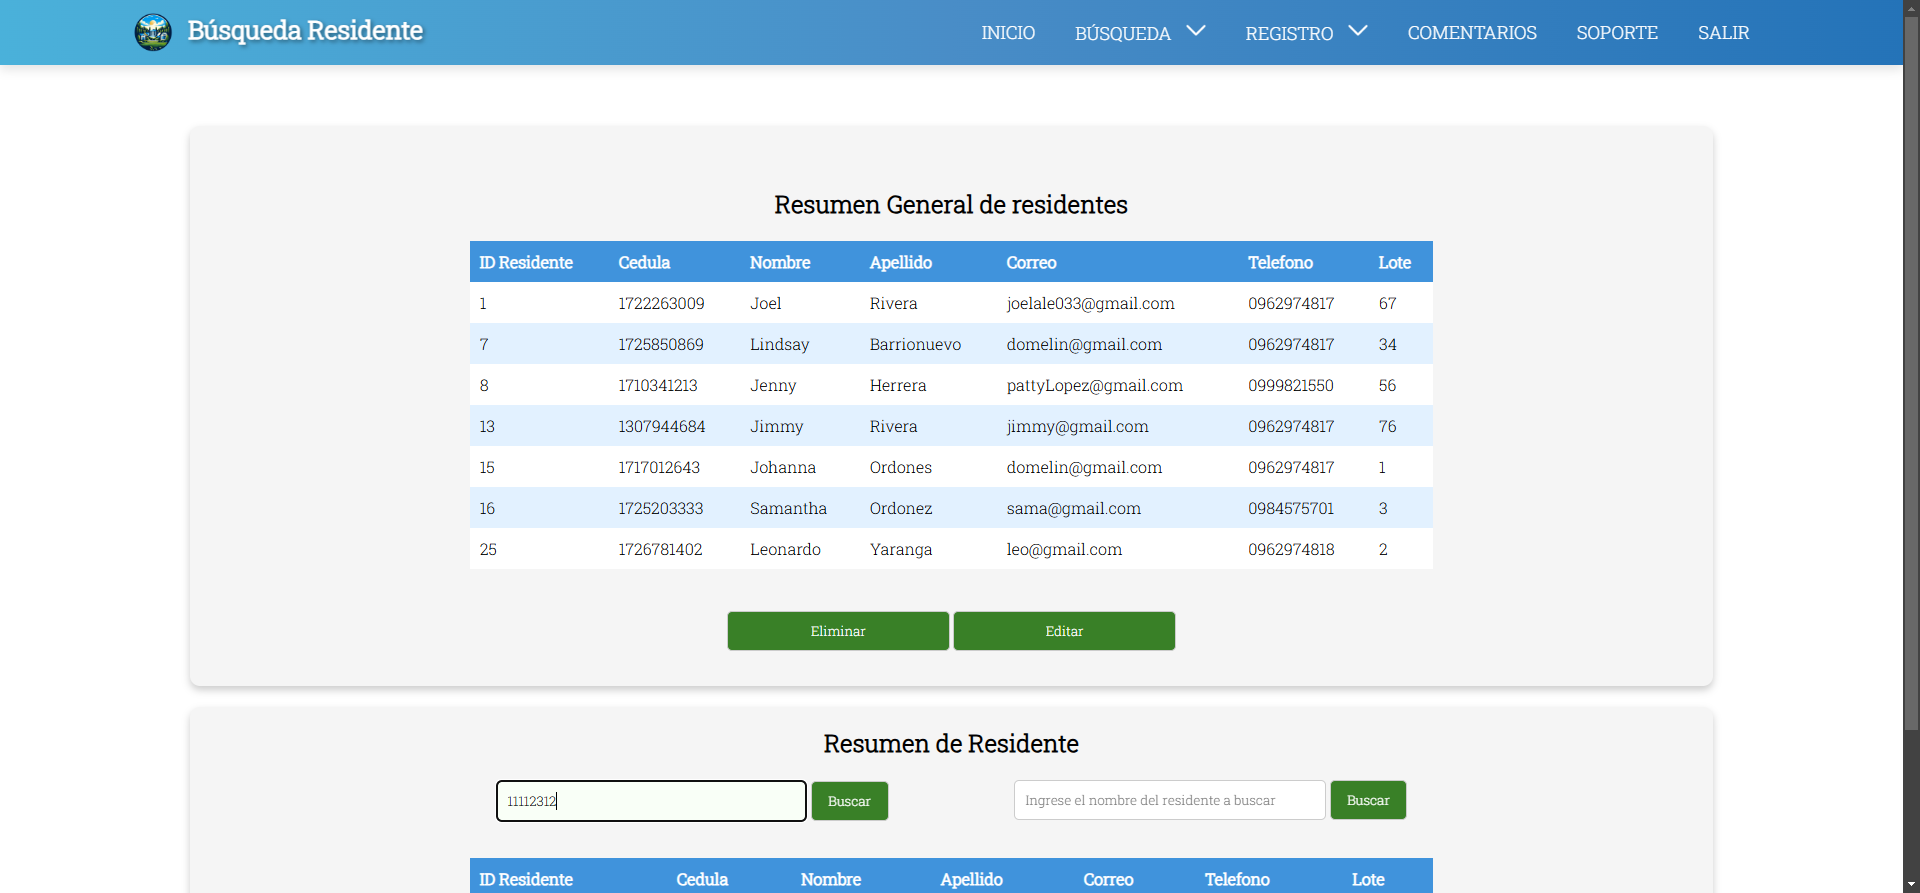 Búsqueda Residente
INICIO BÚSQUEDA REGISTRO COMENTARIOS SOPORTE SALIR
Resumen General de residentes
ID Residente Cedula Nombre Apellido Correo Telefono Lote
1 1722263009 Joel Rivera joelale033@gmail.com 0962974817 67
7 1725850869 Lindsay Barrionuevo domelin@gmail.com 0962974817 34
8 1710341213 Jenny Herrera pattyLopez@gmail.com 0999821550 56
13 1307944684 Jimmy Rivera jimmy@gmail.com 0962974817 76
15 1717012643 Johanna Ordones domelin@gmail.com 0962974817 1
16 1725203333 Samantha Ordonez sama@gmail.com 0984575701 3
25 1726781402 Leonardo Yaranga leo@gmail.com 0962974818 2
Eliminar Editar
Resumen de Residente
11112312 Buscar Ingrese el nombre del residente a buscar Buscar
ID Residente Cedula Nombre Apellido Correo Telefono Lote